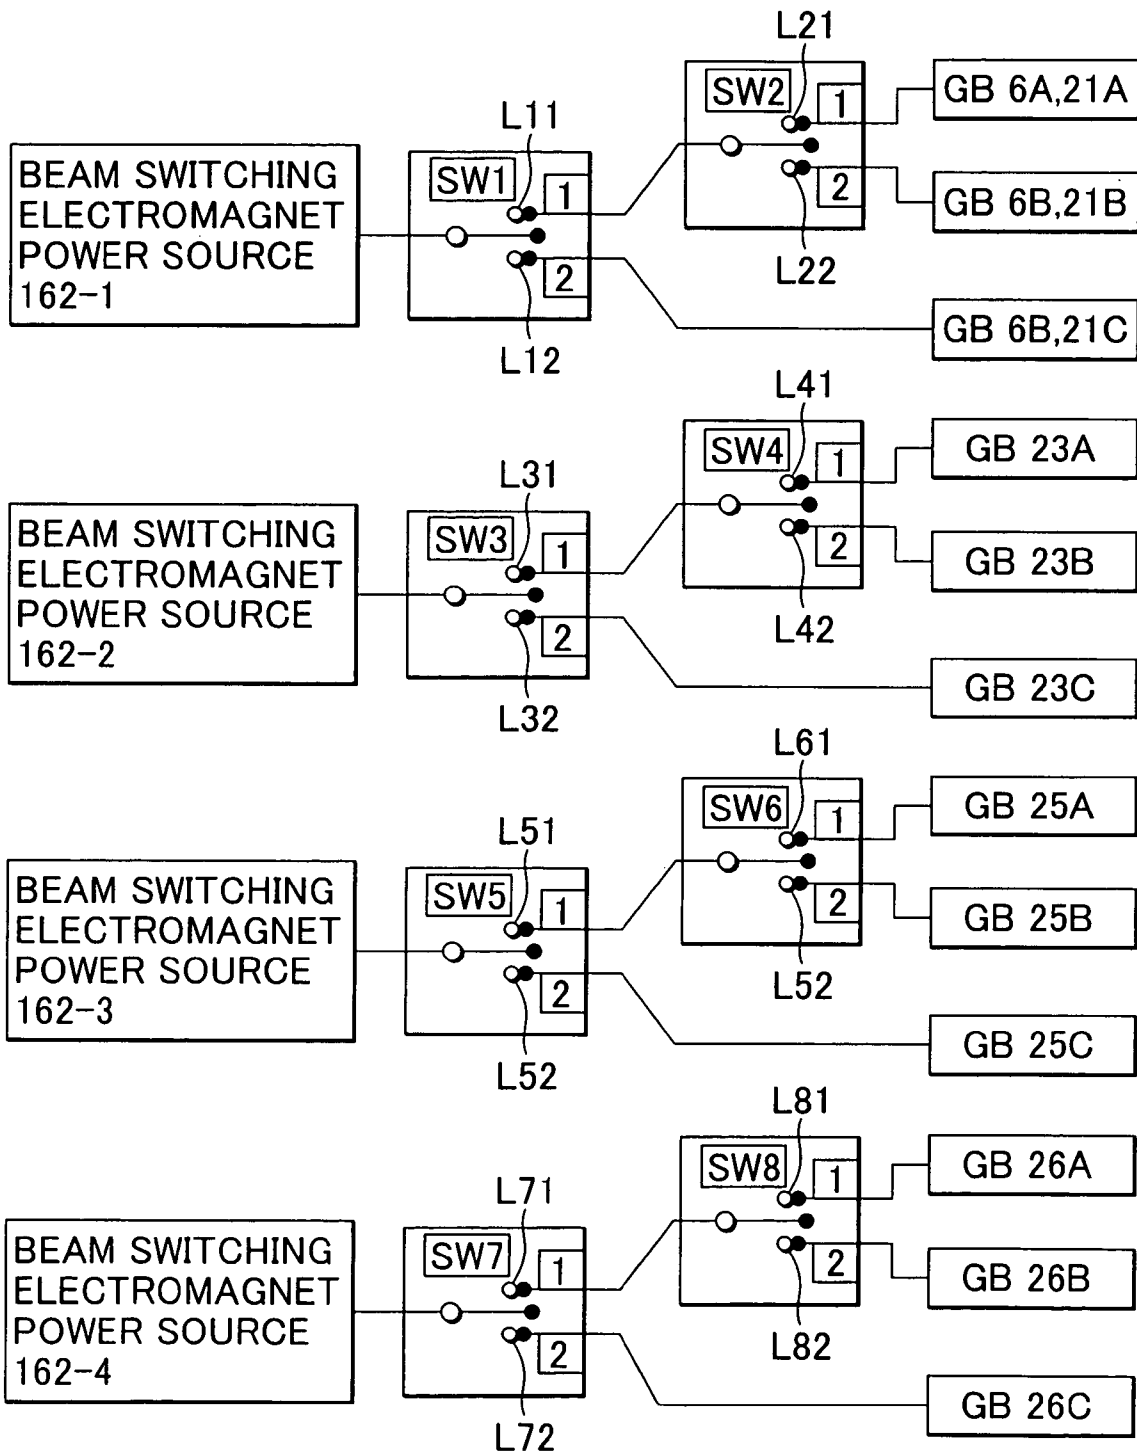 L21
SW2
1
GB 6A,21A
L11
BEAM SWITCHING
ELECTROMAGNET
POWER SOURCE
162-1
SW1
1
2
GB 6B,21B
L22
2
GB 6B,21C
L12
L41
SW4
1
GB 23A
L31
BEAM SWITCHING
ELECTROMAGNET
POWER SOURCE
162-2
SW3
1
2
GB 23B
L42
2
GB 23C
L32
L61
SW6
1
GB 25A
L51
BEAM SWITCHING
ELECTROMAGNET
POWER SOURCE
162-3
SW5
1
2
GB 25B
L52
2
GB 25C
L52
L81
SW8
1
GB 26A
L71
BEAM SWITCHING
ELECTROMAGNET
POWER SOURCE
162-4
SW7
1
2
GB 26B
L82
2
GB 26C
L72